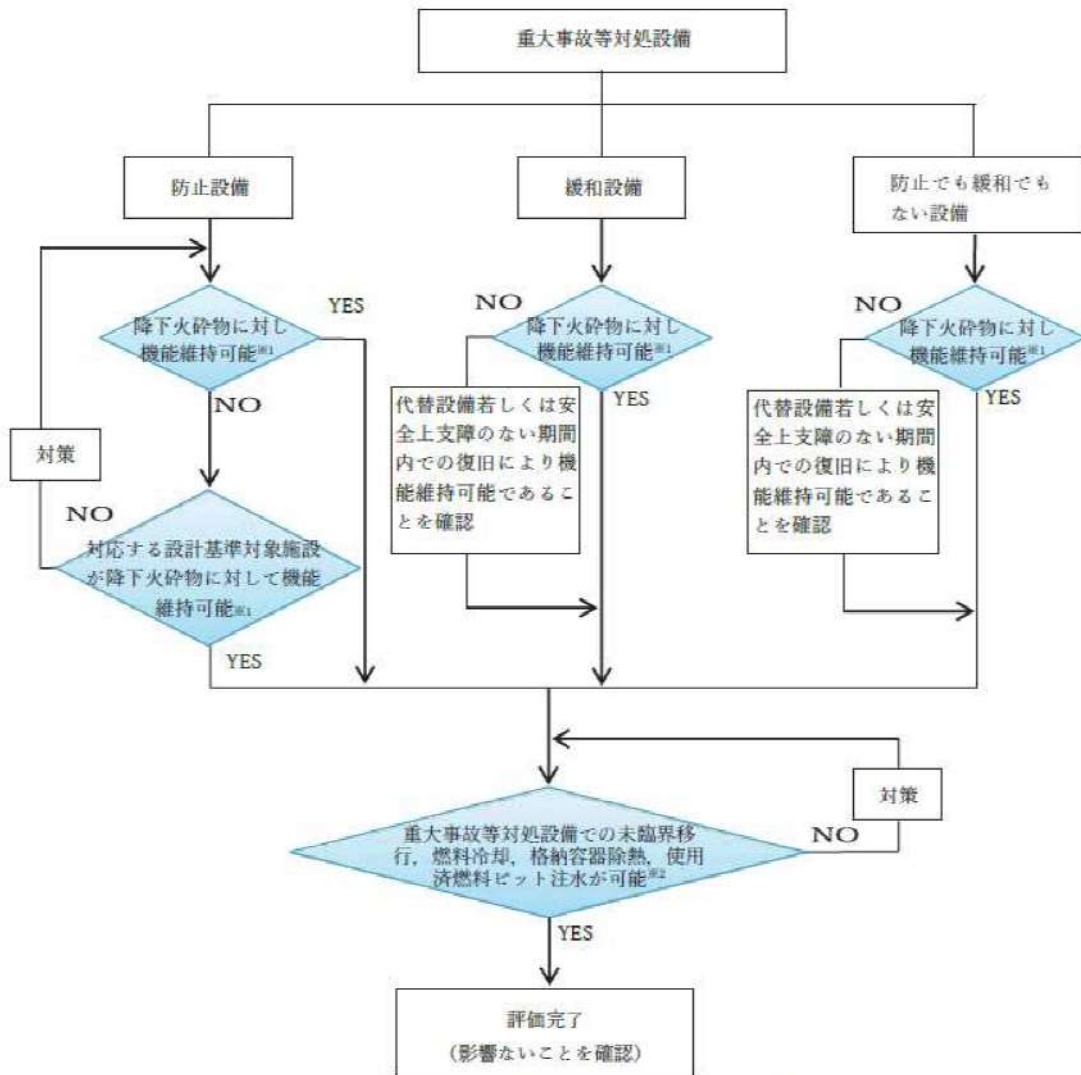 重大事故等対処設備
防止設備
緩和設備
防止でも緩和でも
ない設備
降下火砕物に対し
機能維持可能※1
YES
NO
対策
NO
対応する設計基準対象施設
が降下火砕物に対して機能
維持可能※1
YES
NO
降下火砕物に対し
機能維持可能※1
YES
代替設備若しくは安
全上支障のない期間
内での復旧により機
能維持可能であるこ
とを確認
NO
降下火砕物に対し
機能維持可能※1
YES
代替設備若しくは安
全上支障のない期間
内での復旧により機
能維持可能であるこ
とを確認
対策
NO
重大事故等対処設備での未臨界移
行，燃料冷却，格納容器除熱，使用
済燃料ピット注水が可能※2
YES
評価完了
（影響ないことを確認）